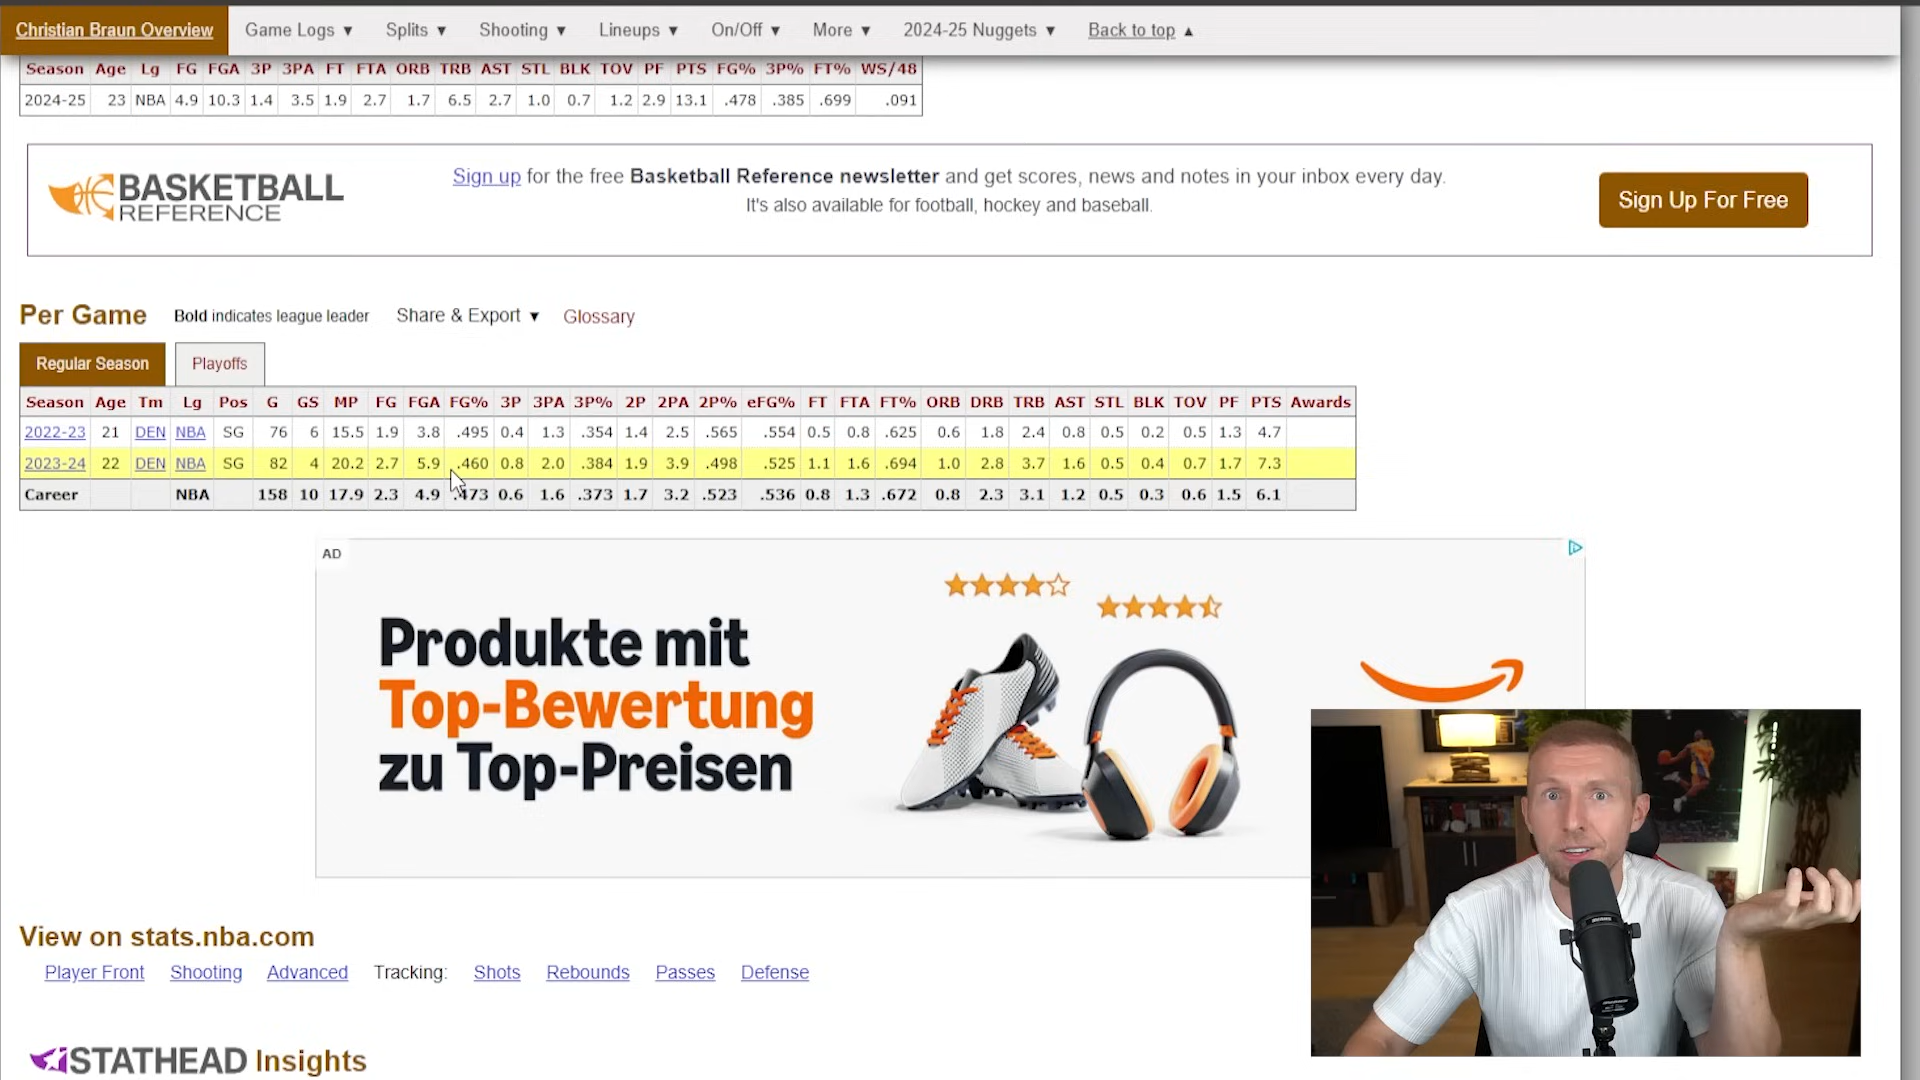 Christian Braun Overview Game Logs ▼ Splits ▼ Shooting ▼ Lineups ▼ On/Off ▼ More ▼ 2024-25 Nuggets ▼ Back to top ▲
Season Age Lg FG FGA 3P 3PA FT FTA ORB TRB AST STL BLK TOV PF PTS FG% 3P% FT% WS/48
2024-25 23 NBA 4.9 10.3 1.4 3.5 1.9 2.7 1.7 6.5 2.7 1.0 0.7 1.2 2.9 13.1 .478 .385 .699 .091
BASKETBALL
REFERENCE
Sign up for the free Basketball Reference newsletter and get scores, news and notes in your inbox every day.
It's also available for football, hockey and baseball.
Sign Up For Free
Per Game Bold indicates league leader Share & Export ▼ Glossary
Regular Season Playoffs
Season Age Tm Lg Pos G GS MP FG FGA FG% 3P 3PA 3P% 2P 2PA 2P% eFG% FT FTA FT% ORB DRB TRB AST STL BLK TOV PF PTS Awards
2022-23 21 DEN NBA SG 76 6 15.5 1.9 3.8 .495 0.4 1.3 .354 1.4 2.5 .565 .554 0.5 0.8 .625 0.6 1.8 2.4 0.8 0.5 0.2 0.5 1.3 4.7
2023-24 22 DEN NBA SG 82 4 20.2 2.7 5.9 .460 0.8 2.0 .384 1.9 3.9 .498 .525 1.1 1.6 .694 1.0 2.8 3.7 1.6 0.5 0.4 0.7 1.7 7.3
Career NBA 158 10 17.9 2.3 4.9 .473 0.6 1.6 .373 1.7 3.2 .523 .536 0.8 1.3 .672 0.8 2.3 3.1 1.2 0.5 0.3 0.6 1.5 6.1
AD
Produkte mit
Top-Bewertung
zu Top-Preisen
View on stats.nba.com
Player Front Shooting Advanced Tracking: Shots Rebounds Passes Defense
STATHEAD Insights